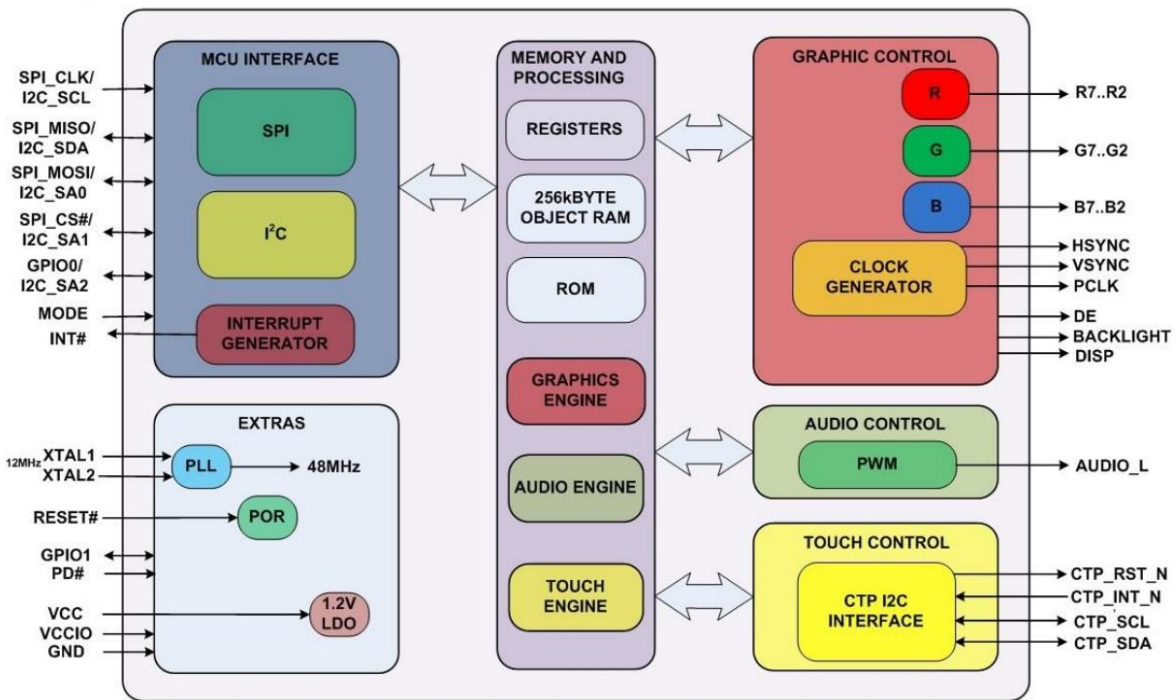 MCU INTERFACE
SPI_CLK/
I2C_SCL
SPI_MISO/
I2C_SDA
SPI_MOSI/
I2C_SA0
SPI_CS#/
I2C_SA1
GPIO0/
I2C_SA2
MODE
INT#
SPI
I²C
INTERRUPT
GENERATOR
EXTRAS
12MHz
XTAL1
XTAL2
PLL
48MHz
RESET#
POR
GPIO1
PD#
VCC
1.2V
LDO
VCCIO
GND
MEMORY AND
PROCESSING
REGISTERS
256kBYTE
OBJECT RAM
ROM
GRAPHICS
ENGINE
AUDIO ENGINE
TOUCH
ENGINE
GRAPHIC CONTROL
R
R7..R2
G
G7..G2
B
B7..B2
CLOCK
GENERATOR
HSYNC
VSYNC
PCLK
DE
BACKLIGHT
DISP
AUDIO CONTROL
PWM
AUDIO_L
TOUCH CONTROL
CTP I2C
INTERFACE
CTP_RST_N
CTP_INT_N
CTP_SCL
CTP_SDA